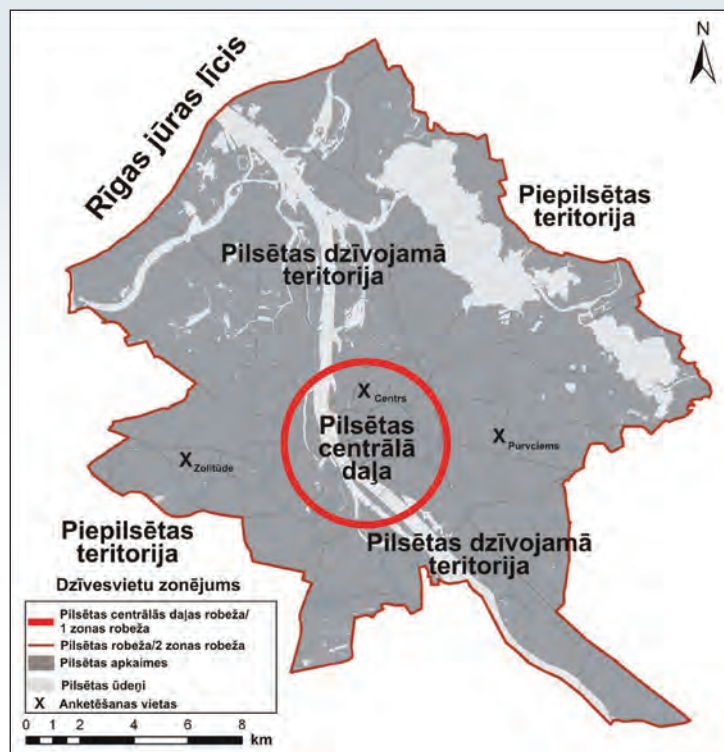 N
Rīgas jūras līcis
Piepilsētas
teritorija
Pilsētas dzīvojamā
teritorija
X Centrs
Pilsētas
centrālā
daļa
X Purvciems
X Zolitūde
Piepilsētas
teritorija
Pilsētas dzīvojamā
teritorija
Dzīvesvietu zonējums
Pilsētas centrālās daļas robeža/
1 zonas robeža
Pilsētas robeža/2 zonas robeža
Pilsētas apkaimes
Pilsētas ūdeņi
X Anketēšanas vietas
0 2 4 6 8
km